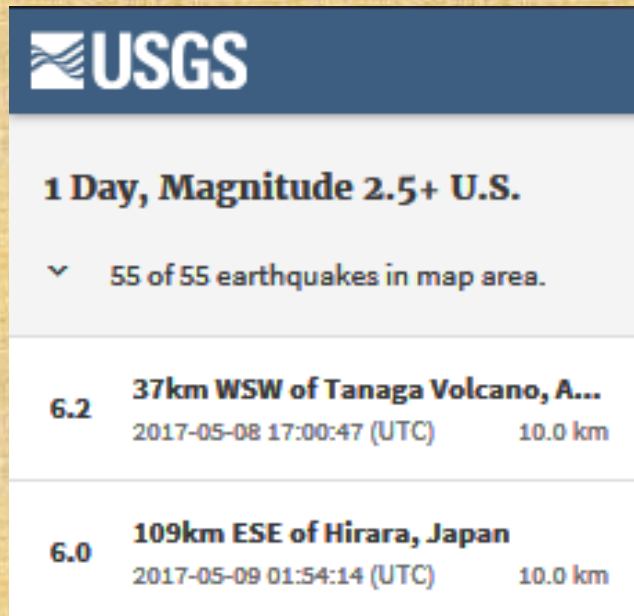 USGS
1 Day, Magnitude 2.5+ U.S.
55 of 55 earthquakes in map area.
6.2 37km WSW of Tanaga Volcano, A...
2017-05-08 17:00:47 (UTC) 10.0 km
6.0 109km ESE of Hirara, Japan
2017-05-09 01:54:14 (UTC) 10.0 km